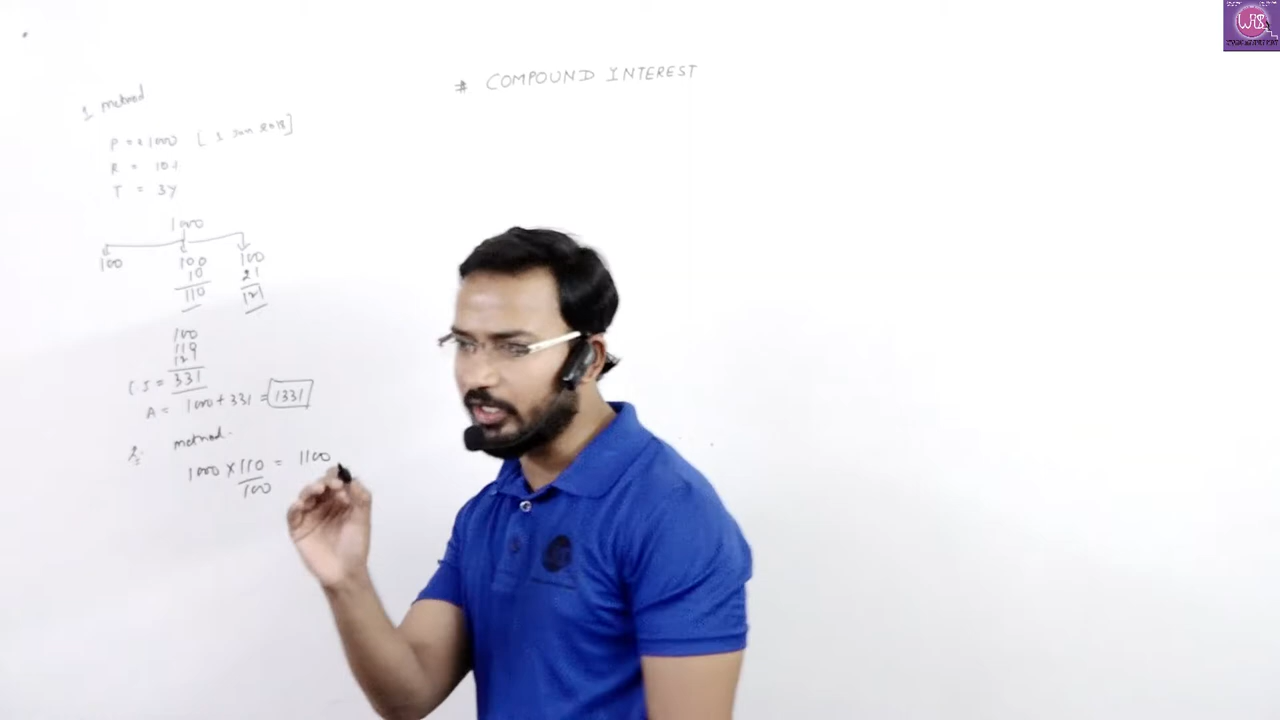 # COMPOUND INTEREST
1 method
P = 1000 [ 1 Jan 2018]
R = 10%
T = 3y
1000
100 100 100
10 21
110 121
100
110
121
CI = 331
A = 1000 + 331 = 1331
2. method.
1000 × 110 = 1100
100